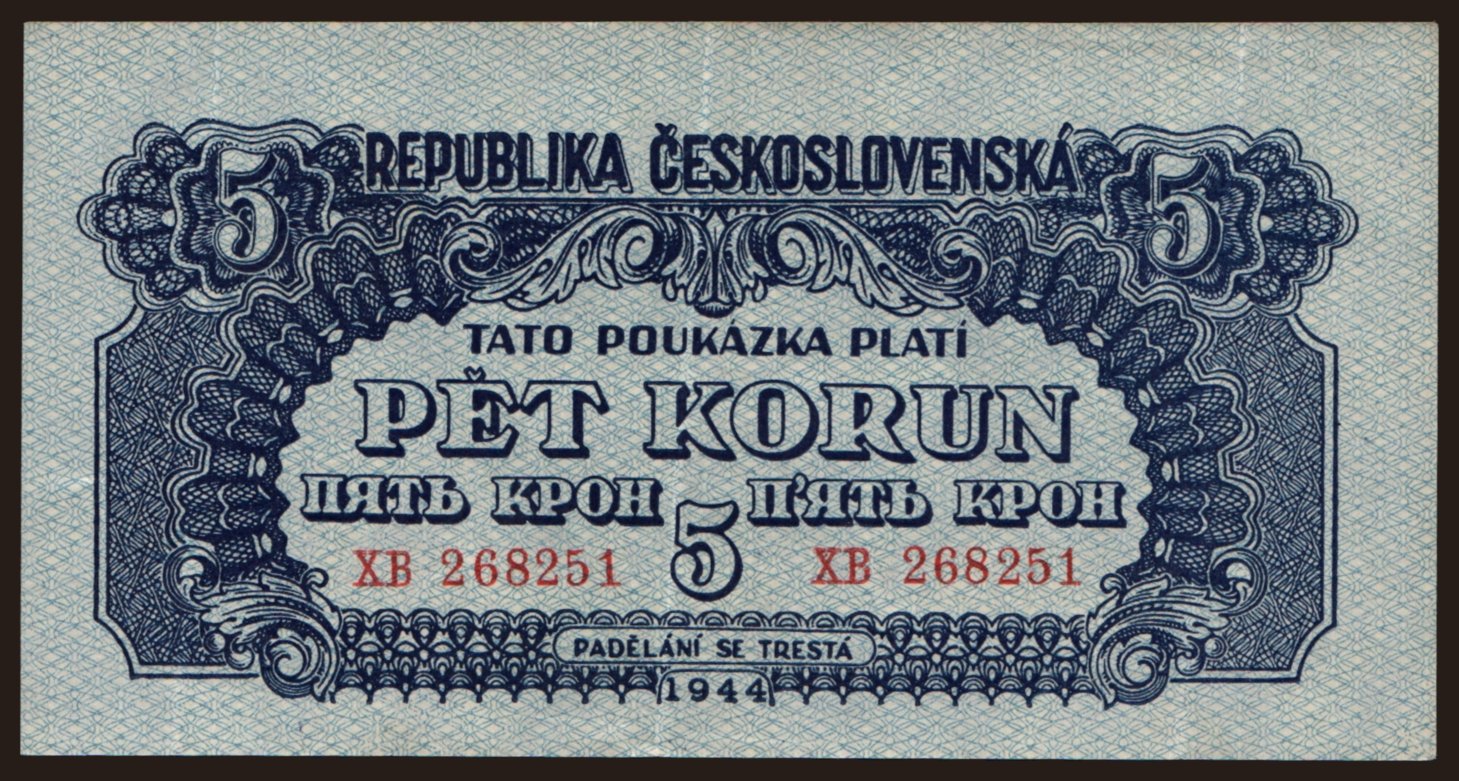 5 REPUBLIKA ČESKOSLOVENSKÁ 5
TATO POUKÁZKA PLATÍ
PĚT KORUN
ПЯТЬ КРОН 5 П'ЯТЬ КРОН
XB 268251 XB 268251
PADĚLÁNÍ SE TRESTÁ
1944